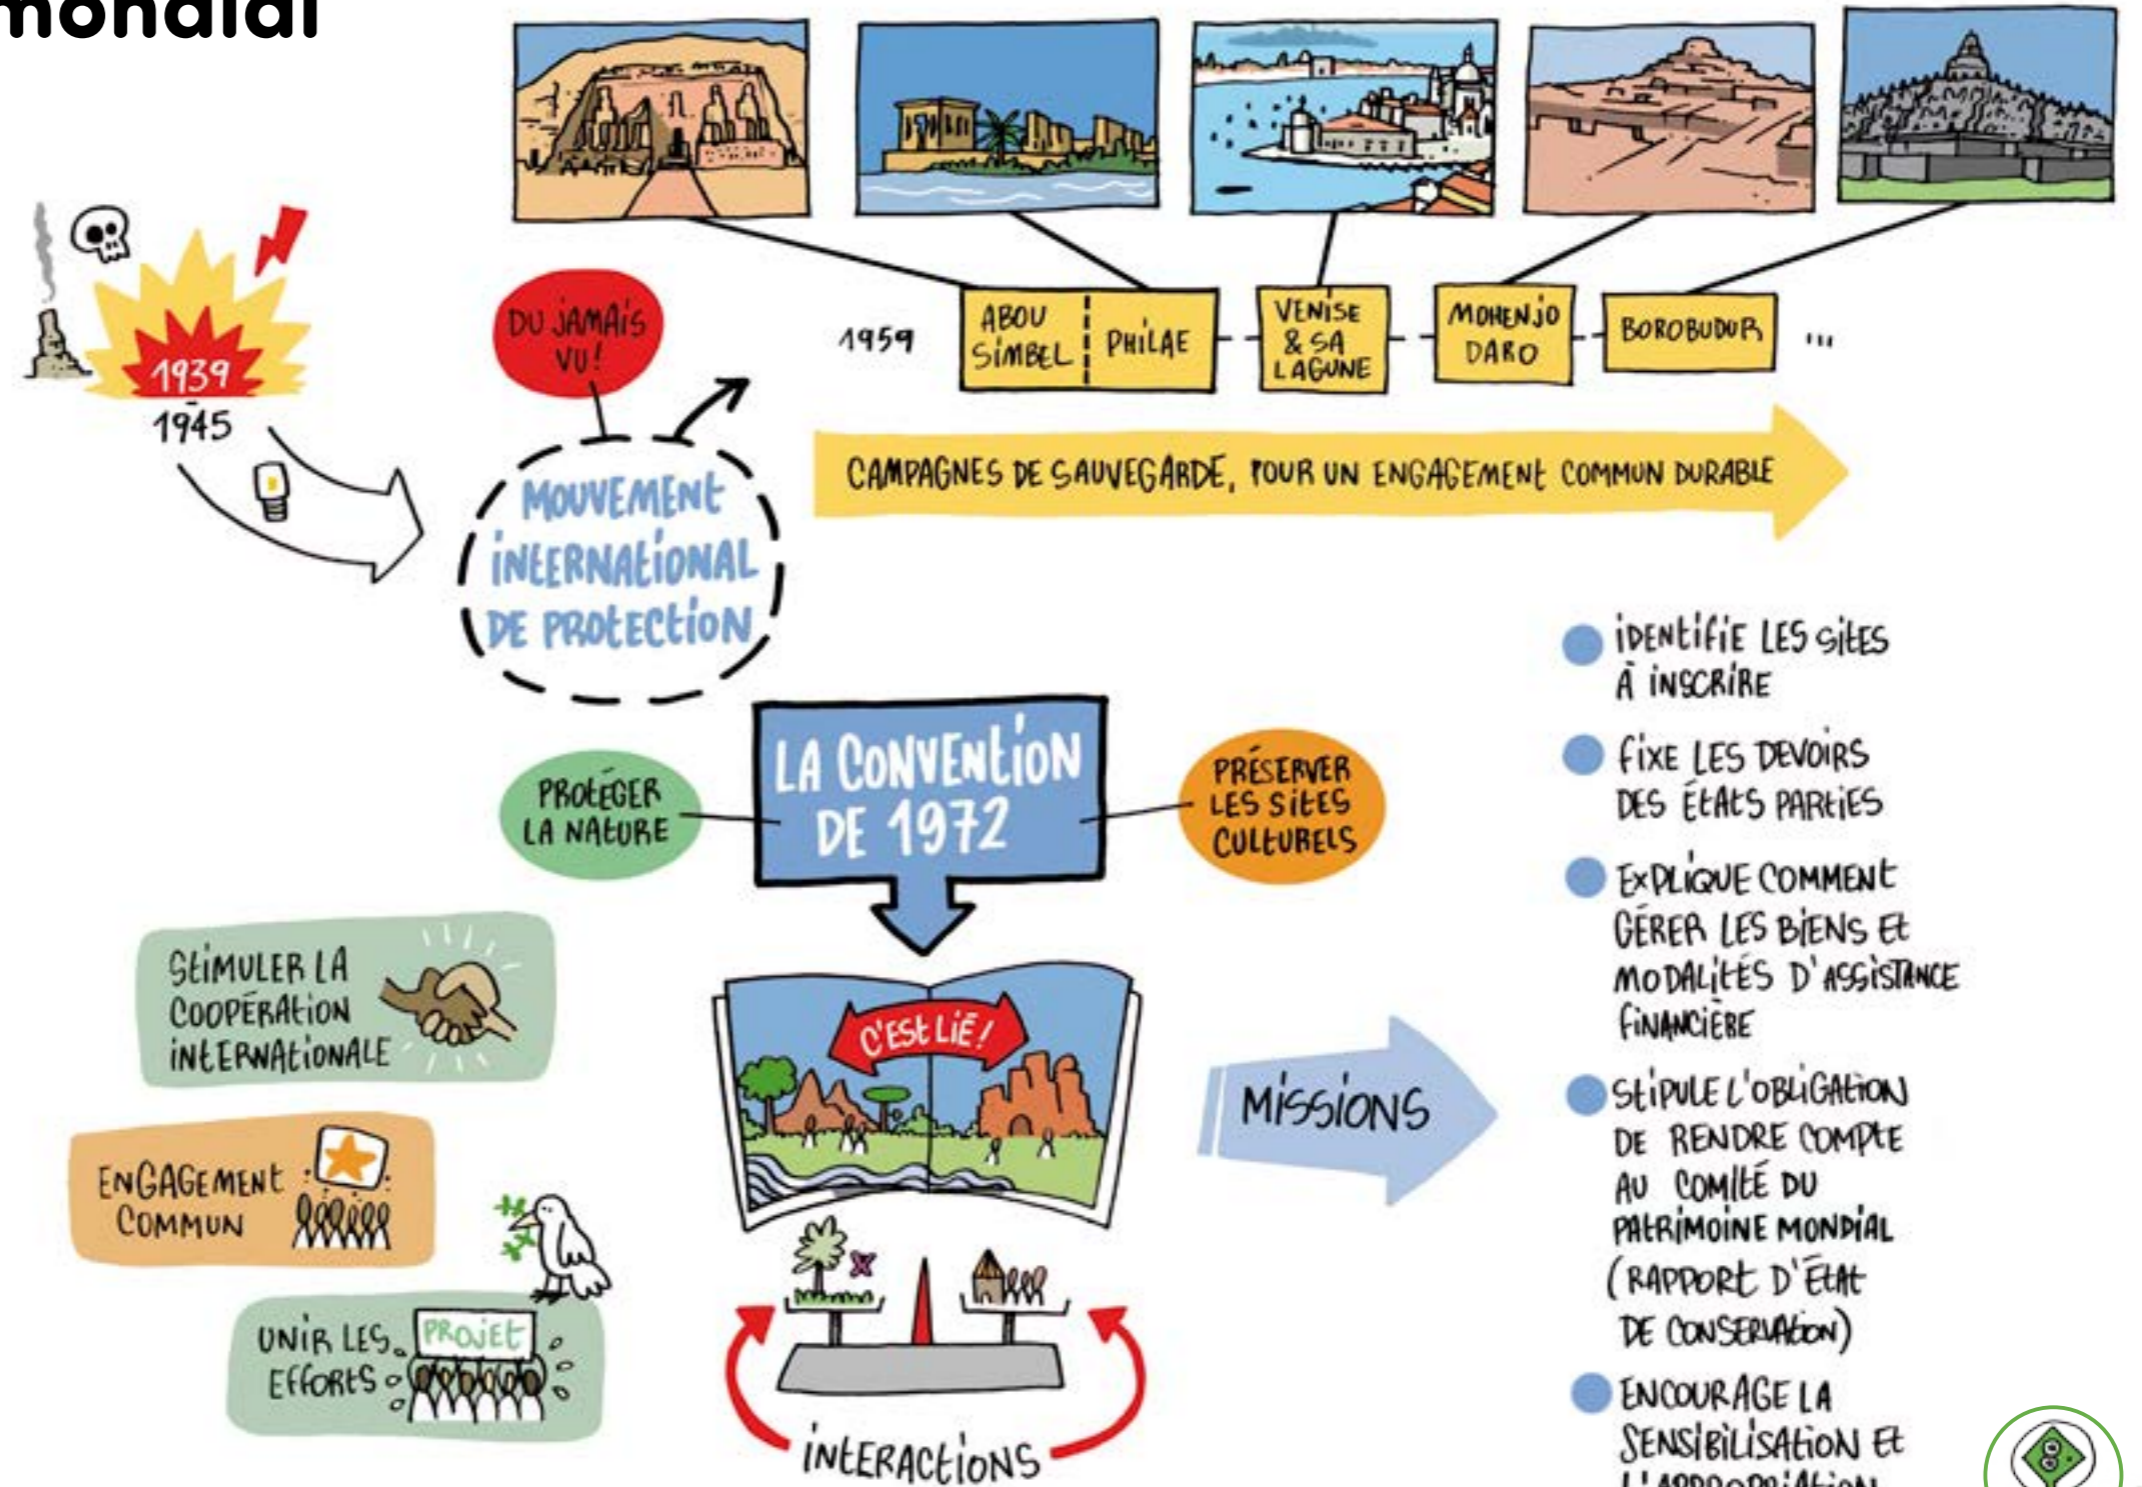 mondial
1939
-
1945
DU JAMAIS
VU!
MOUVEMENT
INTERNATIONAL
DE PROTECTION
1959
ABOU
SIMBEL
PHILAE
VENISE
& SA
LAGUNE
MOHENJO
DARO
BOROBUDUR
...
CAMPAGNES DE SAUVEGARDE, POUR UN ENGAGEMENT COMMUN DURABLE
PROTÉGER
LA NATURE
LA CONVENTION
DE 1972
PRÉSERVER
LES SITES
CULTURELS
STIMULER LA
COOPÉRATION
INTERNATIONALE
ENGAGEMENT
COMMUN
UNIR LES
EFFORTS
PROJET
C'EST LIÉ!
INTERACTIONS
MISSIONS
IDENTIFIE LES SITES
À INSCRIRE
FIXE LES DEVOIRS
DES ÉTATS PARTIES
EXPLIQUE COMMENT
GÉRER LES BIENS ET
MODALITÉS D'ASSISTANCE
FINANCIÈRE
STIPULE L'OBLIGATION
DE RENDRE COMPTE
AU COMITÉ DU
PATRIMOINE MONDIAL
(RAPPORT D'ÉTAT
DE CONSERVATION)
ENCOURAGE LA
SENSIBILISATION ET
L'APPROPRIATION